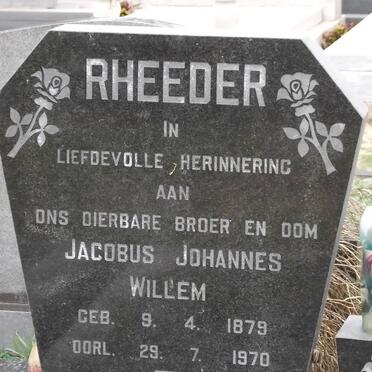 RHEEDER
IN
LIEFDEVOLLE HERINNERING
AAN
ONS DIERBARE BROER EN OOM
JACOBUS JOHANNES
WILLEM
GEB. 9. 4. 1879
OORL. 29. 7. 1970